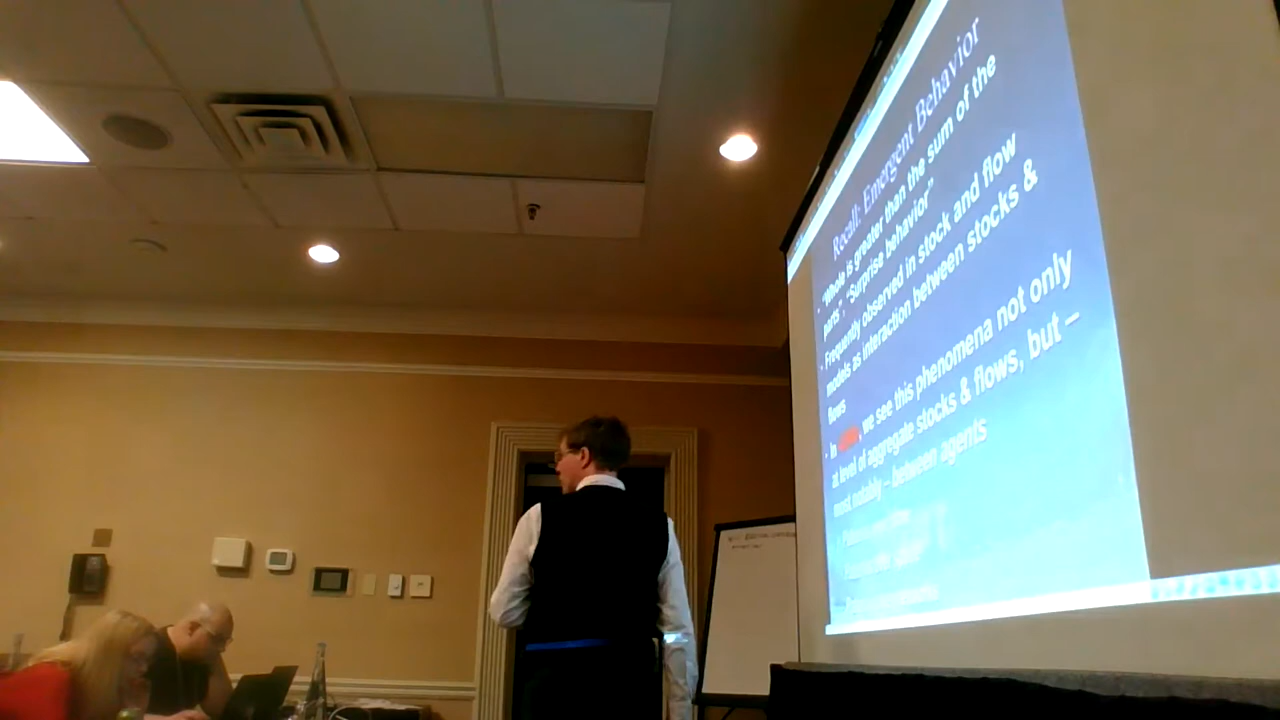 Recall: Emergent Behavior
• "Whole is greater than the sum of the
parts", "Surprise behavior"
• Frequently observed in stock and flow
models as interaction between stocks &
flows
• In we see this phenomena not only
at level of aggregate stocks & flows, but –
most notably – between agents